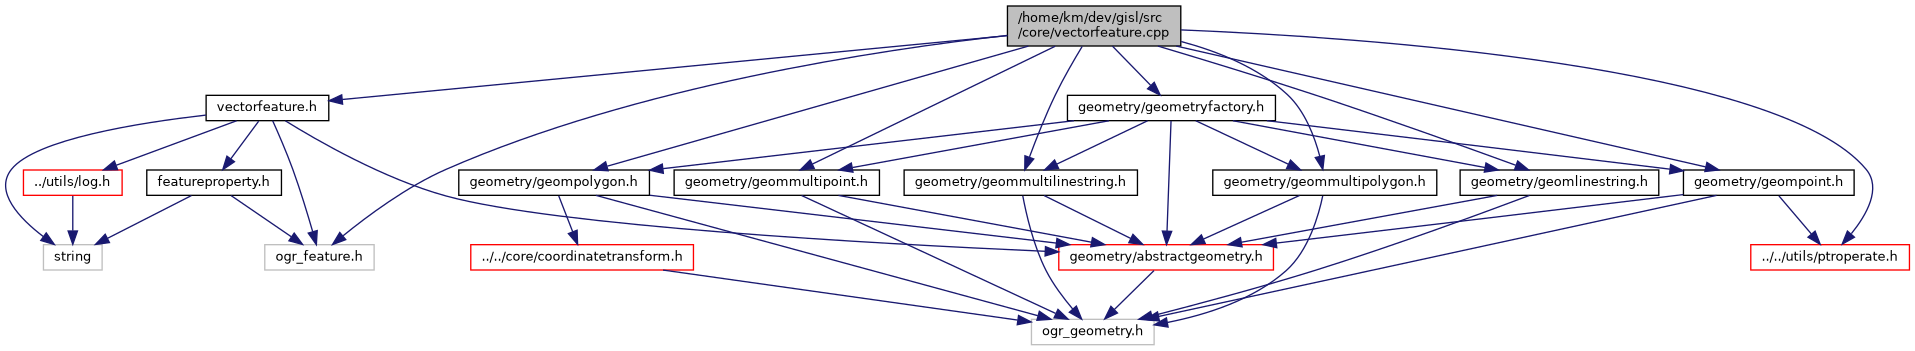 /home/km/dev/gisl/src
/core/vectorfeature.cpp
vectorfeature.h
geometry/geometryfactory.h
../utils/log.h
featureproperty.h
geometry/geompolygon.h
geometry/geommultipoint.h
geometry/geommultilinestring.h
geometry/geommultipolygon.h
geometry/geomlinestring.h
geometry/geompoint.h
string
ogr_feature.h
../../core/coordinatetransform.h
geometry/abstractgeometry.h
../../utils/ptroperate.h
ogr_geometry.h